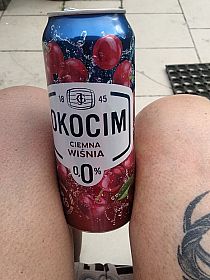 18 45
OKOCIM
CIEMNA
WIŚNIA
0,0%